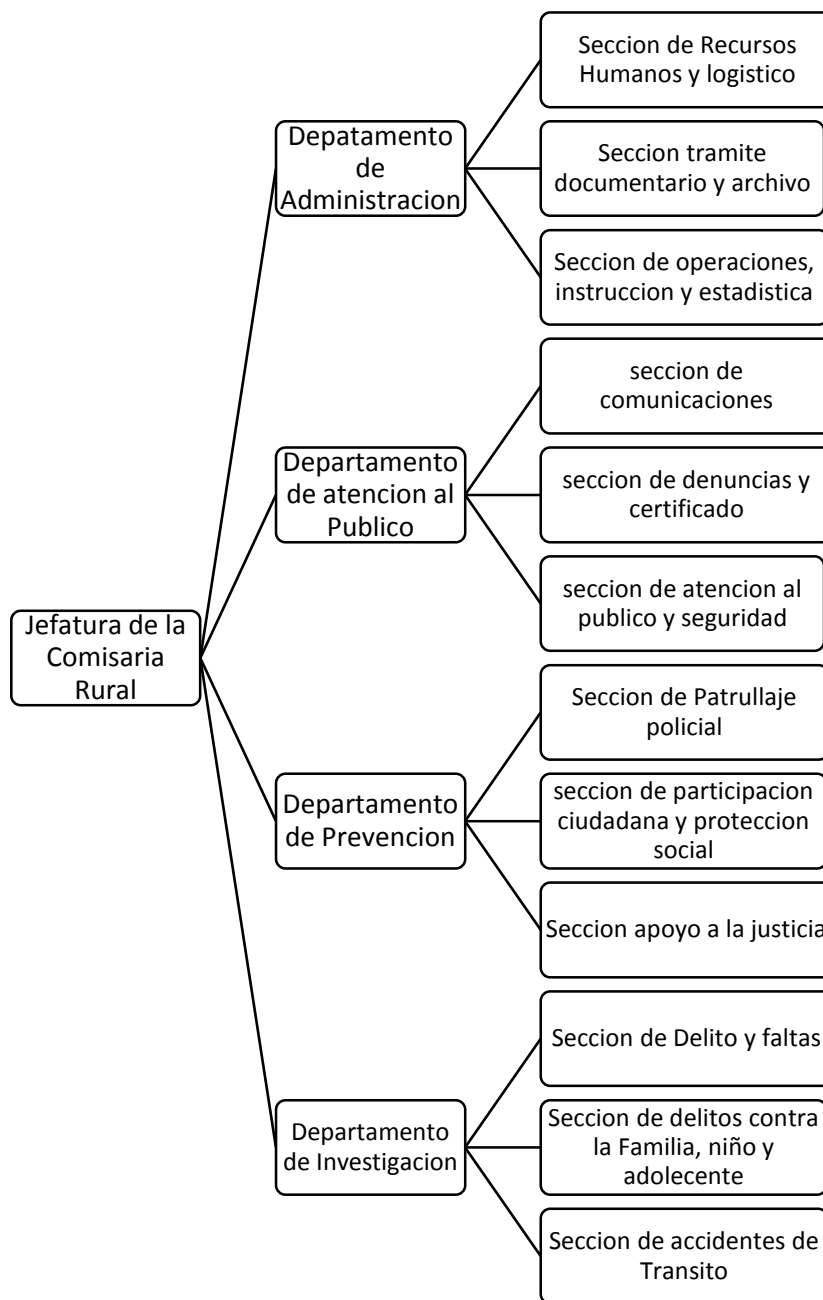 Jefatura de la
Comisaria
Rural
Depatamento
de
Administracion
Seccion de Recursos
Humanos y logistico
Seccion tramite
documentario y archivo
Seccion de operaciones,
instruccion y estadistica
Departamento
de atencion al
Publico
seccion de
comunicaciones
seccion de denuncias y
certificado
seccion de atencion al
publico y seguridad
Departamento
de Prevencion
Seccion de Patrullaje
policial
seccion de participacion
ciudadana y proteccion
social
Seccion apoyo a la justicia
Departamento
de Investigacion
Seccion de Delito y faltas
Seccion de delitos contra
la Familia, niño y
adolecente
Seccion de accidentes de
Transito